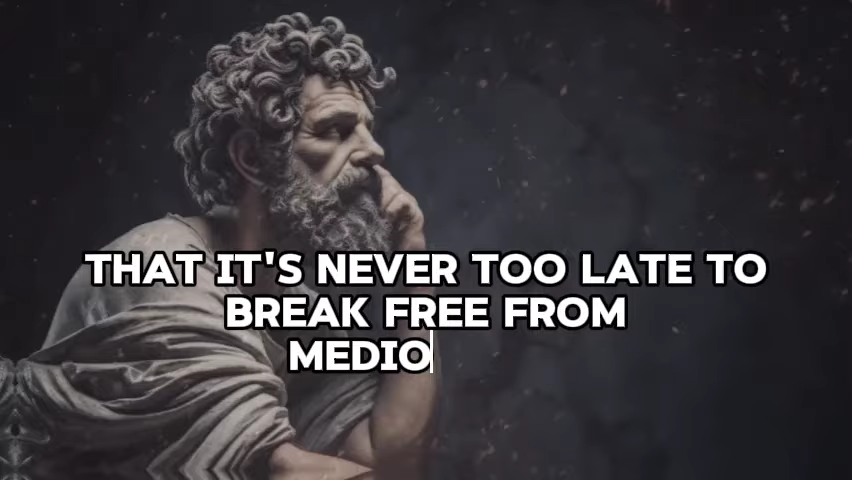 THAT IT'S NEVER TOO LATE TO
BREAK FREE FROM
MEDIO